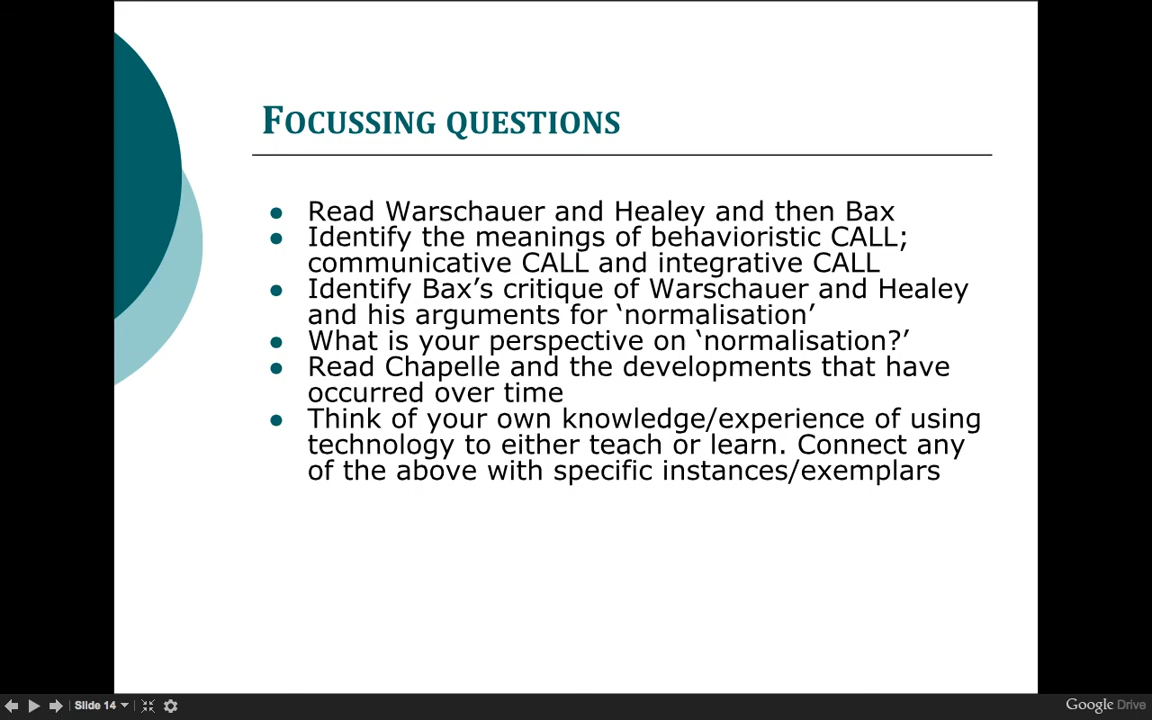 FOCUSSING QUESTIONS
● Read Warschauer and Healey and then Bax
● Identify the meanings of behavioristic CALL;
communicative CALL and integrative CALL
● Identify Bax’s critique of Warschauer and Healey
and his arguments for ‘normalisation’
● What is your perspective on ‘normalisation?’
● Read Chapelle and the developments that have
occurred over time
● Think of your own knowledge/experience of using
technology to either teach or learn. Connect any
of the above with specific instances/exemplars
Slide 14
Google Drive